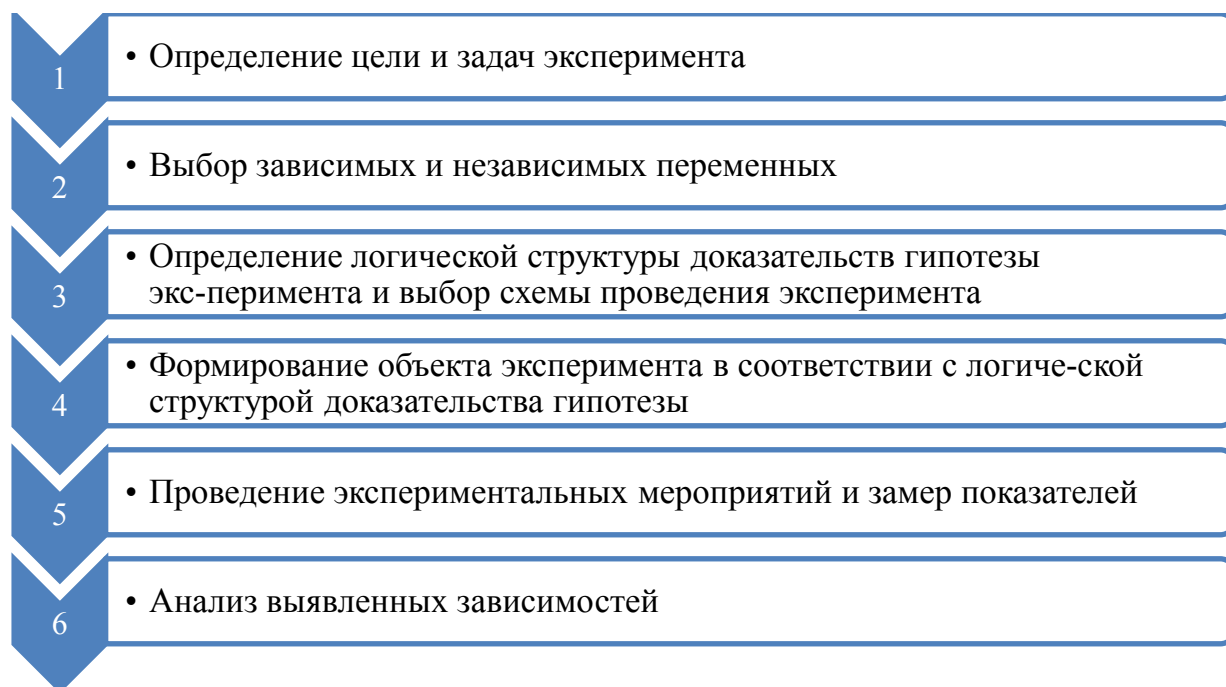 1
• Определение цели и задач эксперимента
2
• Выбор зависимых и независимых переменных
3
• Определение логической структуры доказательств гипотезы
экс-перимента и выбор схемы проведения эксперимента
4
• Формирование объекта эксперимента в соответствии с логиче-ской
структурой доказательства гипотезы
5
• Проведение экспериментальных мероприятий и замер показателей
6
• Анализ выявленных зависимостей